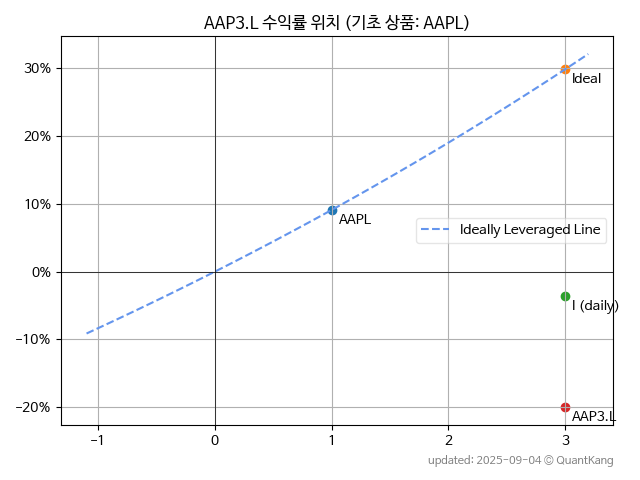 AAP3.L 수익률 위치 (기초 상품: AAPL)
30%
Ideal
20%
10%
AAPL
Ideally Leveraged Line
0%
I (daily)
−10%
−20%
AAP3.L
−1
0
1
2
3
updated: 2025-09-04 © QuantKang